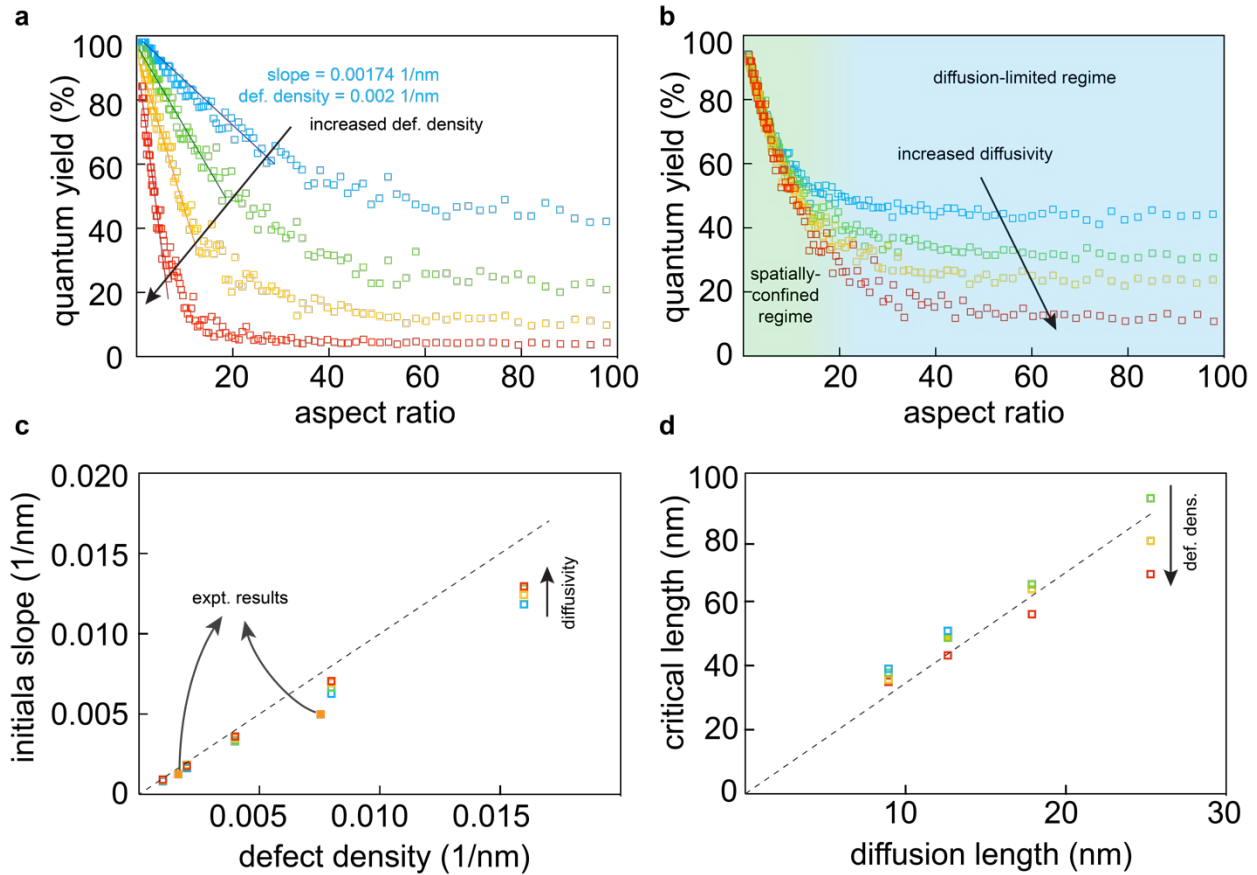 a
100
80
60
40
20
0
quantum yield (%)
slope = 0.00174 1/nm
def. density = 0.002 1/nm
increased def. density
20
40
60
80
100
aspect ratio
b
100
80
60
40
20
0
quantum yield (%)
diffusion-limited regime
increased diffusivity
spatially-
confined
regime
20
40
60
80
100
aspect ratio
c
0.020
0.015
0.010
0.005
0
initiala slope (1/nm)
expt. results
diffusivity
0.005
0.010
0.015
defect density (1/nm)
d
100
80
60
40
20
0
critical length (nm)
def. dens.
10
20
30
diffusion length (nm)